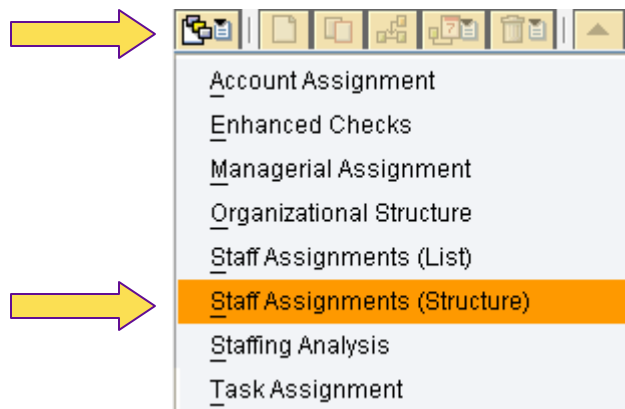 Account Assignment
Enhanced Checks
Managerial Assignment
Organizational Structure
Staff Assignments (List)
Staff Assignments (Structure)
Staffing Analysis
Task Assignment